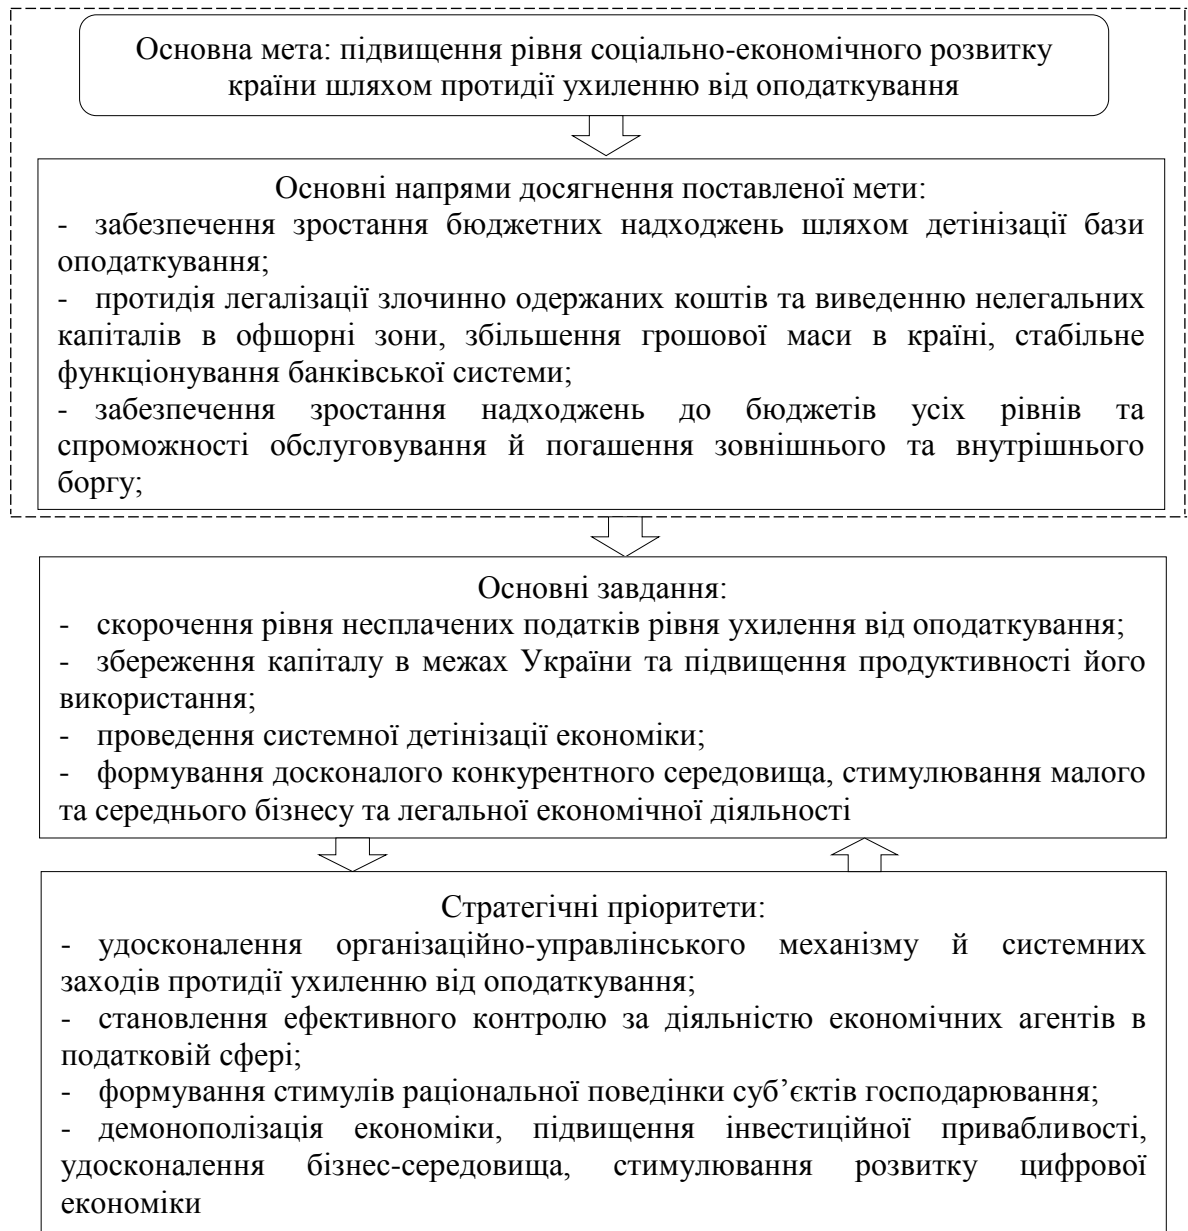 Основна мета: підвищення рівня соціально-економічного розвитку
країни шляхом протидії ухиленню від оподаткування
Основні напрями досягнення поставленої мети:
- забезпечення зростання бюджетних надходжень шляхом детінізації бази
оподаткування;
- протидія легалізації злочинно одержаних коштів та виведенню нелегальних
капіталів в офшорні зони, збільшення грошової маси в країні, стабільне
функціонування банківської системи;
- забезпечення зростання надходжень до бюджетів усіх рівнів та
спроможності обслуговування й погашення зовнішнього та внутрішнього
боргу;
Основні завдання:
- скорочення рівня несплачених податків рівня ухилення від оподаткування;
- збереження капіталу в межах України та підвищення продуктивності його
використання;
- проведення системної детінізації економіки;
- формування досконалого конкурентного середовища, стимулювання малого
та середнього бізнесу та легальної економічної діяльності
Стратегічні пріоритети:
- удосконалення організаційно-управлінського механізму й системних
заходів протидії ухиленню від оподаткування;
- становлення ефективного контролю за діяльністю економічних агентів в
податковій сфері;
- формування стимулів раціональної поведінки суб’єктів господарювання;
- демонополізація економіки, підвищення інвестиційної привабливості,
удосконалення бізнес-середовища, стимулювання розвитку цифрової
економіки